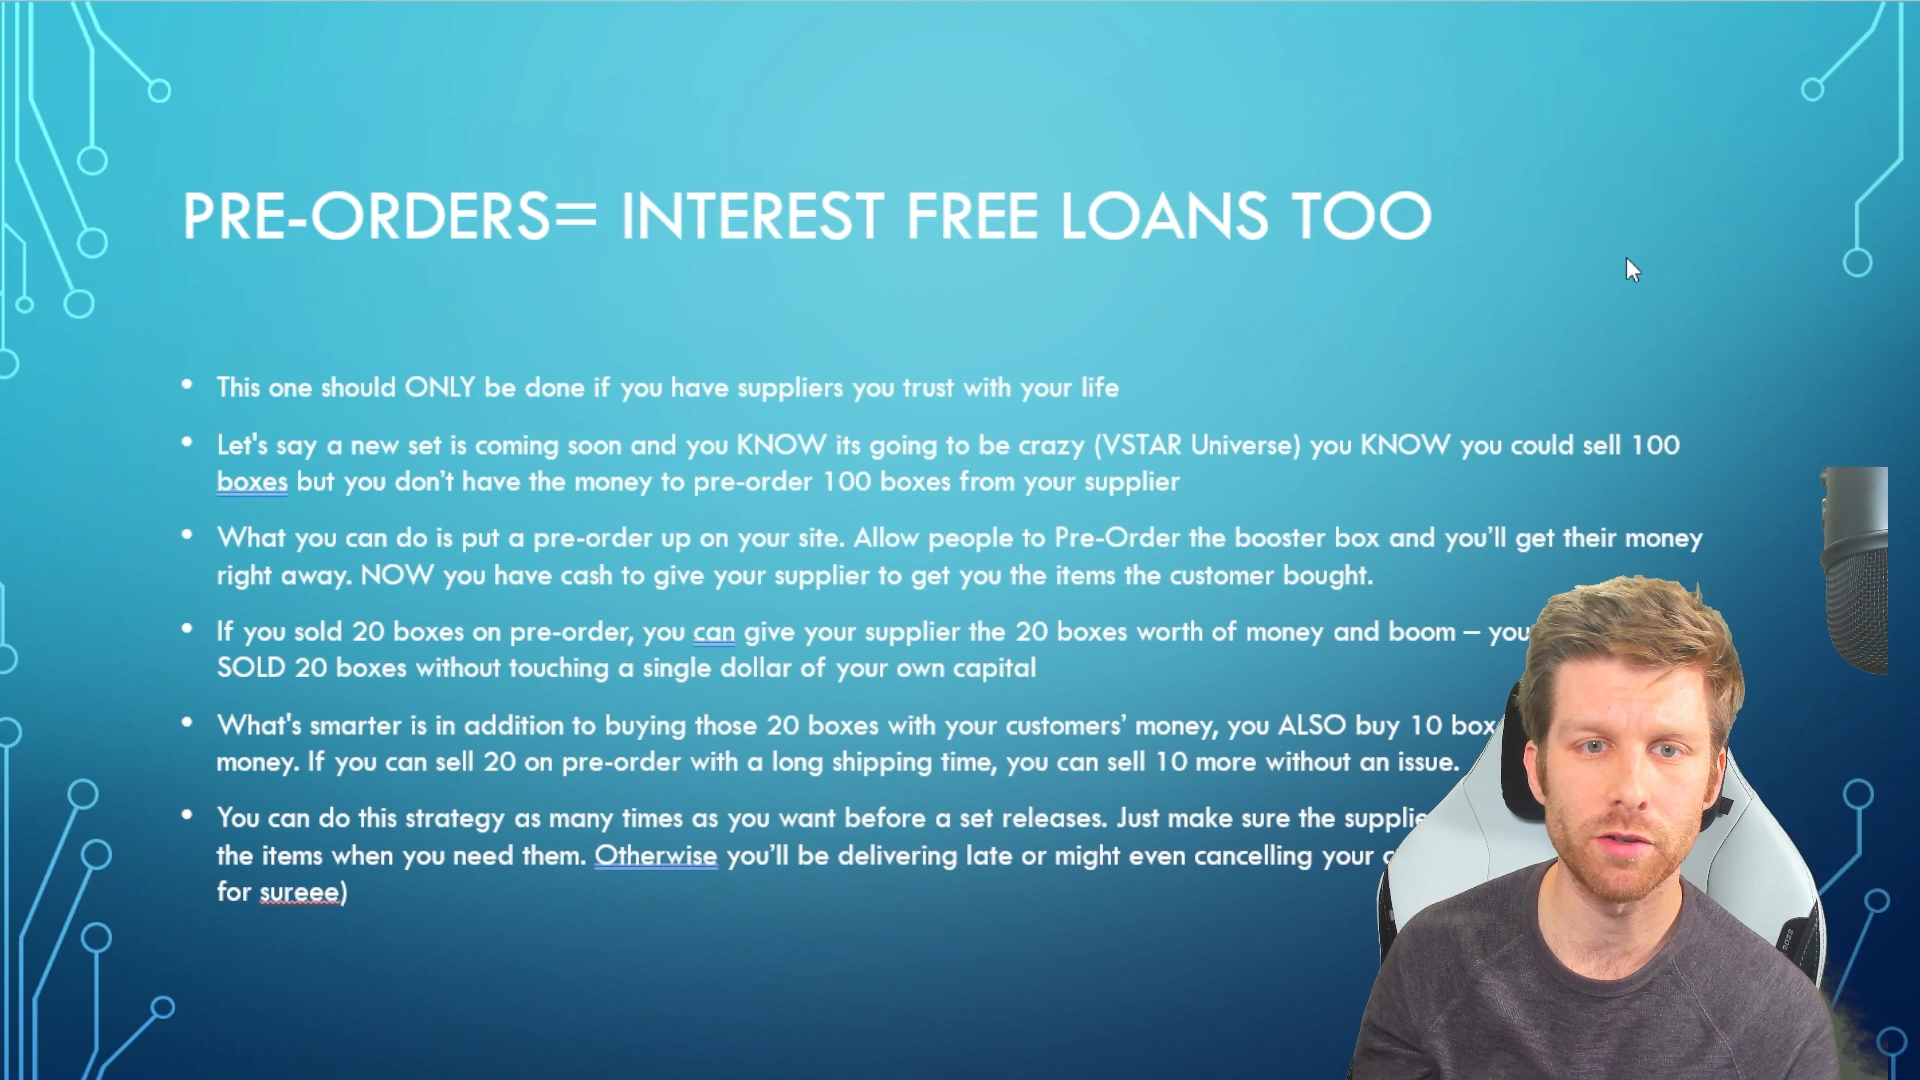 PRE-ORDERS= INTEREST FREE LOANS TOO
• This one should ONLY be done if you have suppliers you trust with your life
• Let's say a new set is coming soon and you KNOW its going to be crazy (VSTAR Universe) you KNOW you could sell 100
boxes but you don’t have the money to pre-order 100 boxes from your supplier
• What you can do is put a pre-order up on your site. Allow people to Pre-Order the booster box and you’ll get their money
right away. NOW you have cash to give your supplier to get you the items the customer bought.
• If you sold 20 boxes on pre-order, you can give your supplier the 20 boxes worth of money and boom – you
SOLD 20 boxes without touching a single dollar of your own capital
• What's smarter is in addition to buying those 20 boxes with your customers’ money, you ALSO buy 10
money. If you can sell 20 on pre-order with a long shipping time, you can sell 10 more without an issue.
• You can do this strategy as many times as you want before a set releases. Just make sure the
the items when you need them. Otherwise you’ll be delivering late or might even cancelling your
for sureee)
2022